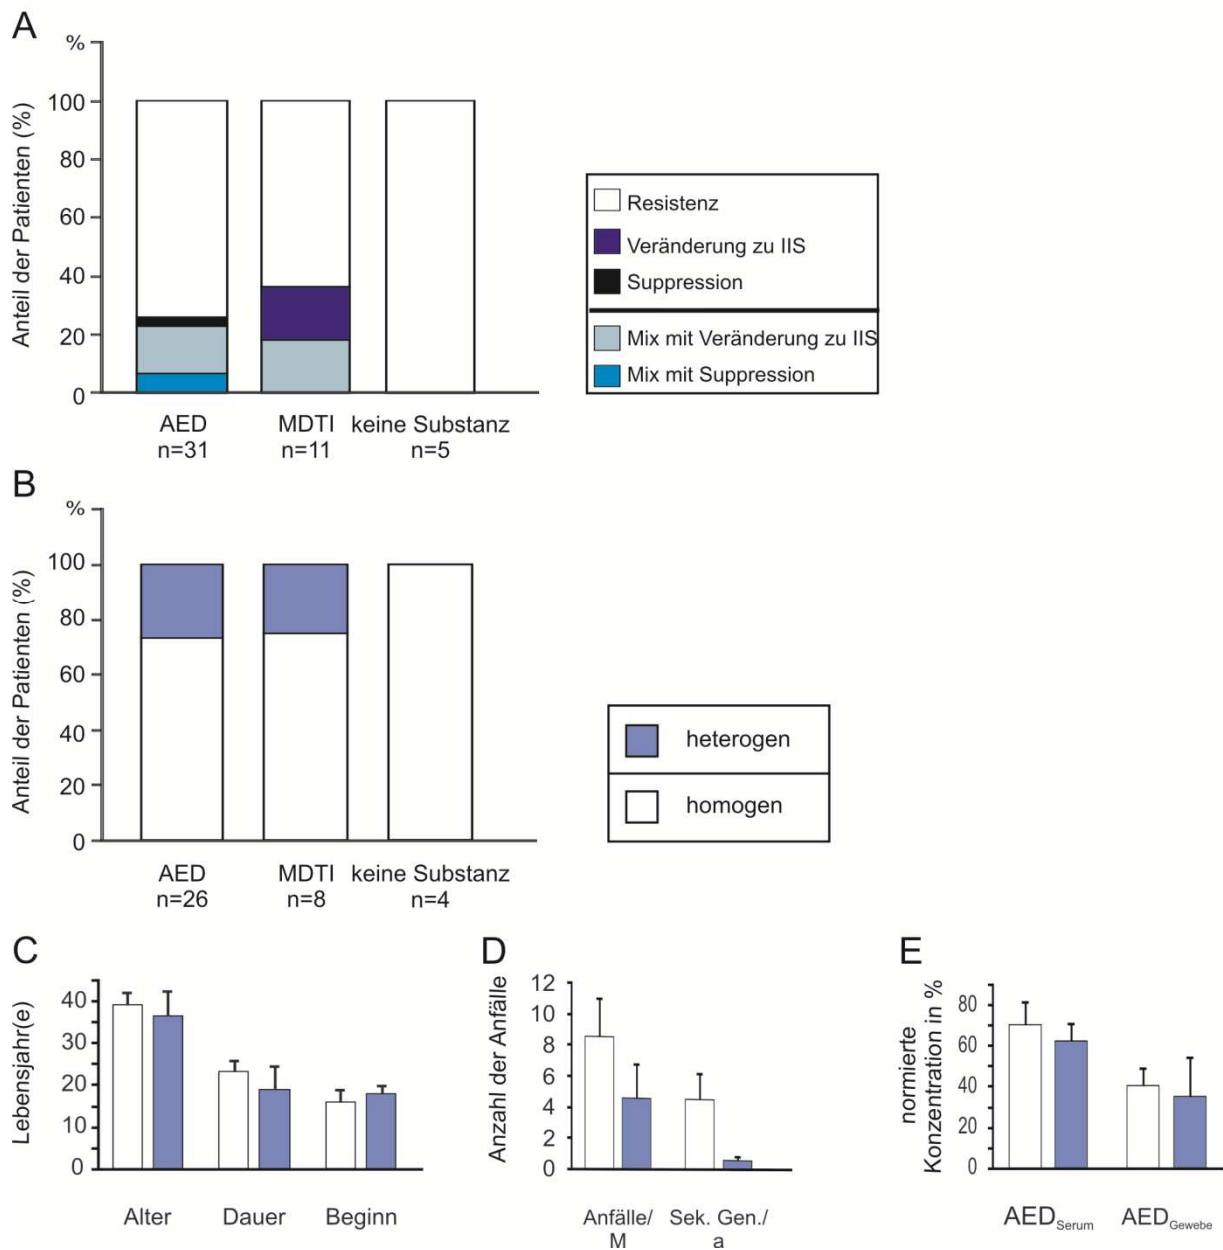 A
%
Anteil der Patienten (%)
100
80
60
40
20
0
AED
n=31
MDTI
n=11
keine Substanz
n=5
Resistenz
Veränderung zu IIS
Suppression
Mix mit Veränderung zu IIS
Mix mit Suppression
B
%
Anteil der Patienten (%)
100
80
60
40
20
0
AED
n=26
MDTI
n=8
keine Substanz
n=4
heterogen
homogen
C
Lebensjahr(e)
40
30
20
10
0
Alter
Dauer
Beginn
D
Anzahl der Anfälle
12
10
8
6
4
2
0
Anfälle/
M
Sek. Gen./
a
E
normierte
Konzentration in %
80
60
40
20
0
AED Serum
AED Gewebe